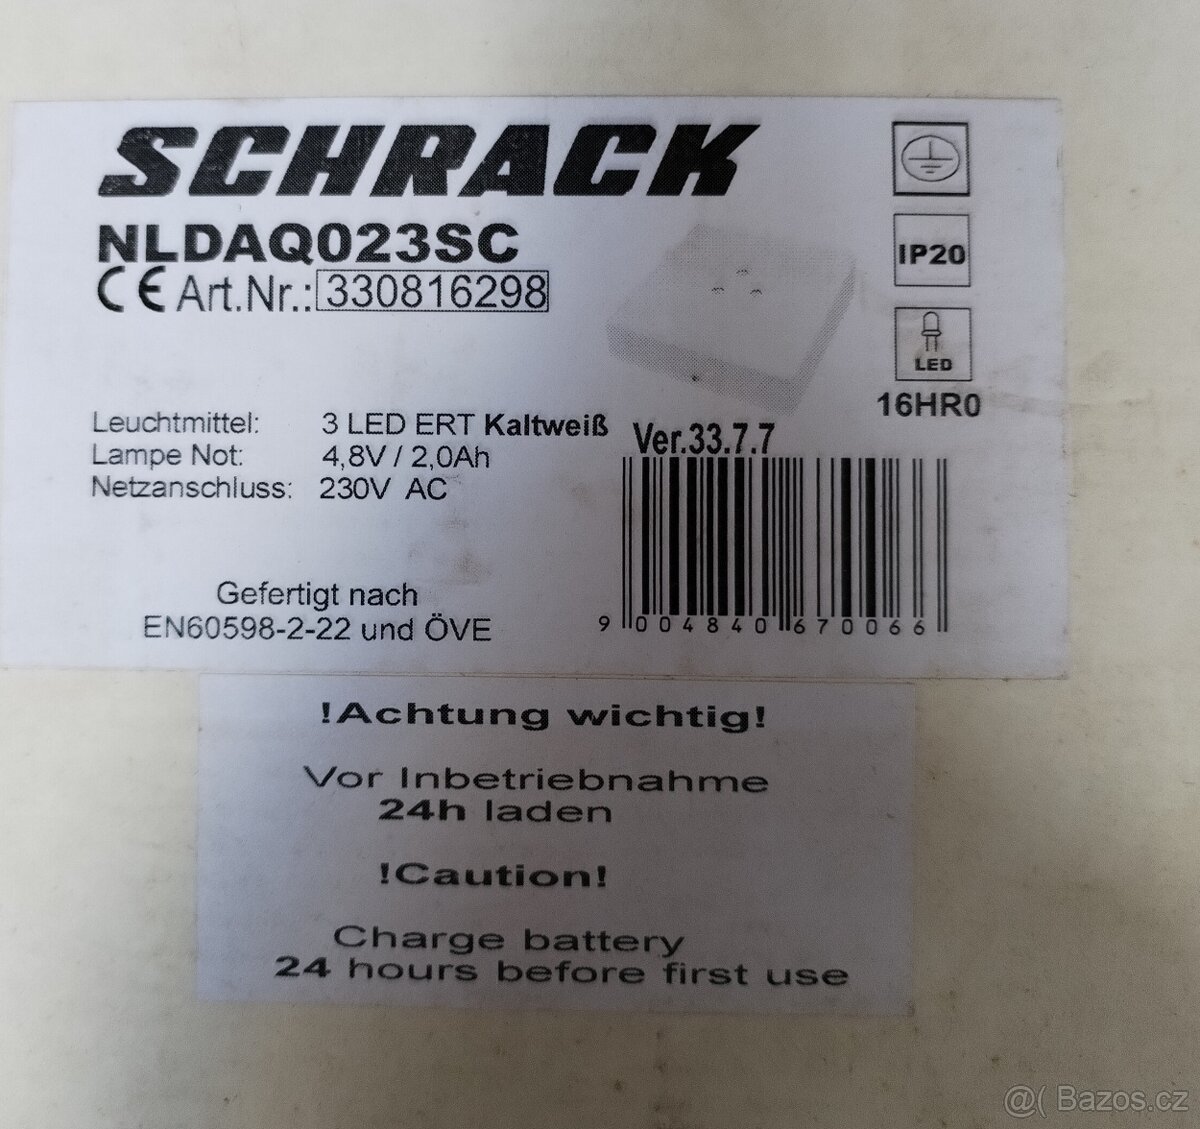 SCHRACK
NLDAQ023SC
CE Art.Nr.: 330816298
IP20
LED
16HR0
Leuchtmittel: 3 LED ERT Kaltweiß
Lampe Not: 4,8V / 2,0Ah
Netzanschluss: 230V AC
Ver.33.7.7
9 004840 670066
Gefertigt nach
EN60598-2-22 und ÖVE
!Achtung wichtig!
Vor Inbetriebnahme
24h laden
!Caution!
Charge battery
24 hours before first use
@( Bazos.cz